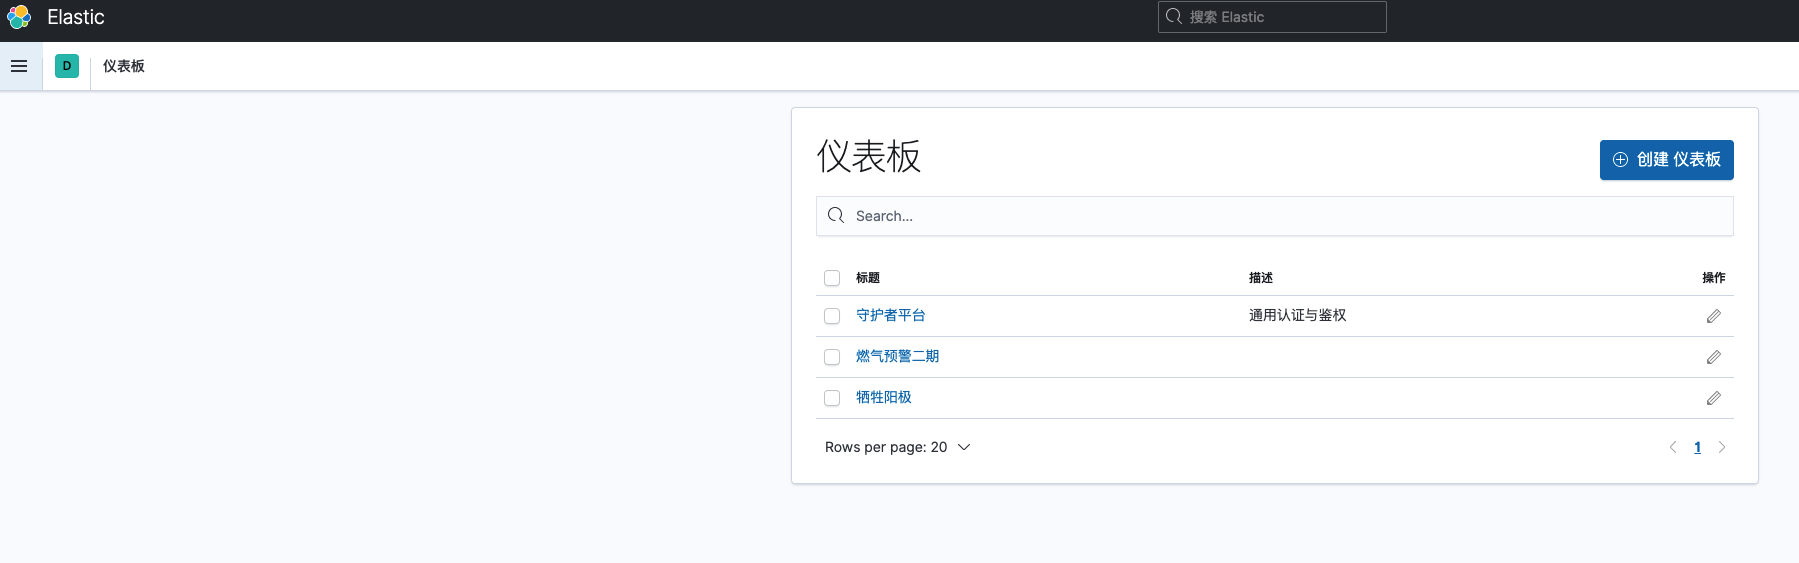 Elastic
搜索 Elastic
D
仪表板
仪表板
创建 仪表板
Search...
标题 描述 操作
守护者平台 通用认证与鉴权
燃气预警二期
牺牲阳极
Rows per page: 20
1